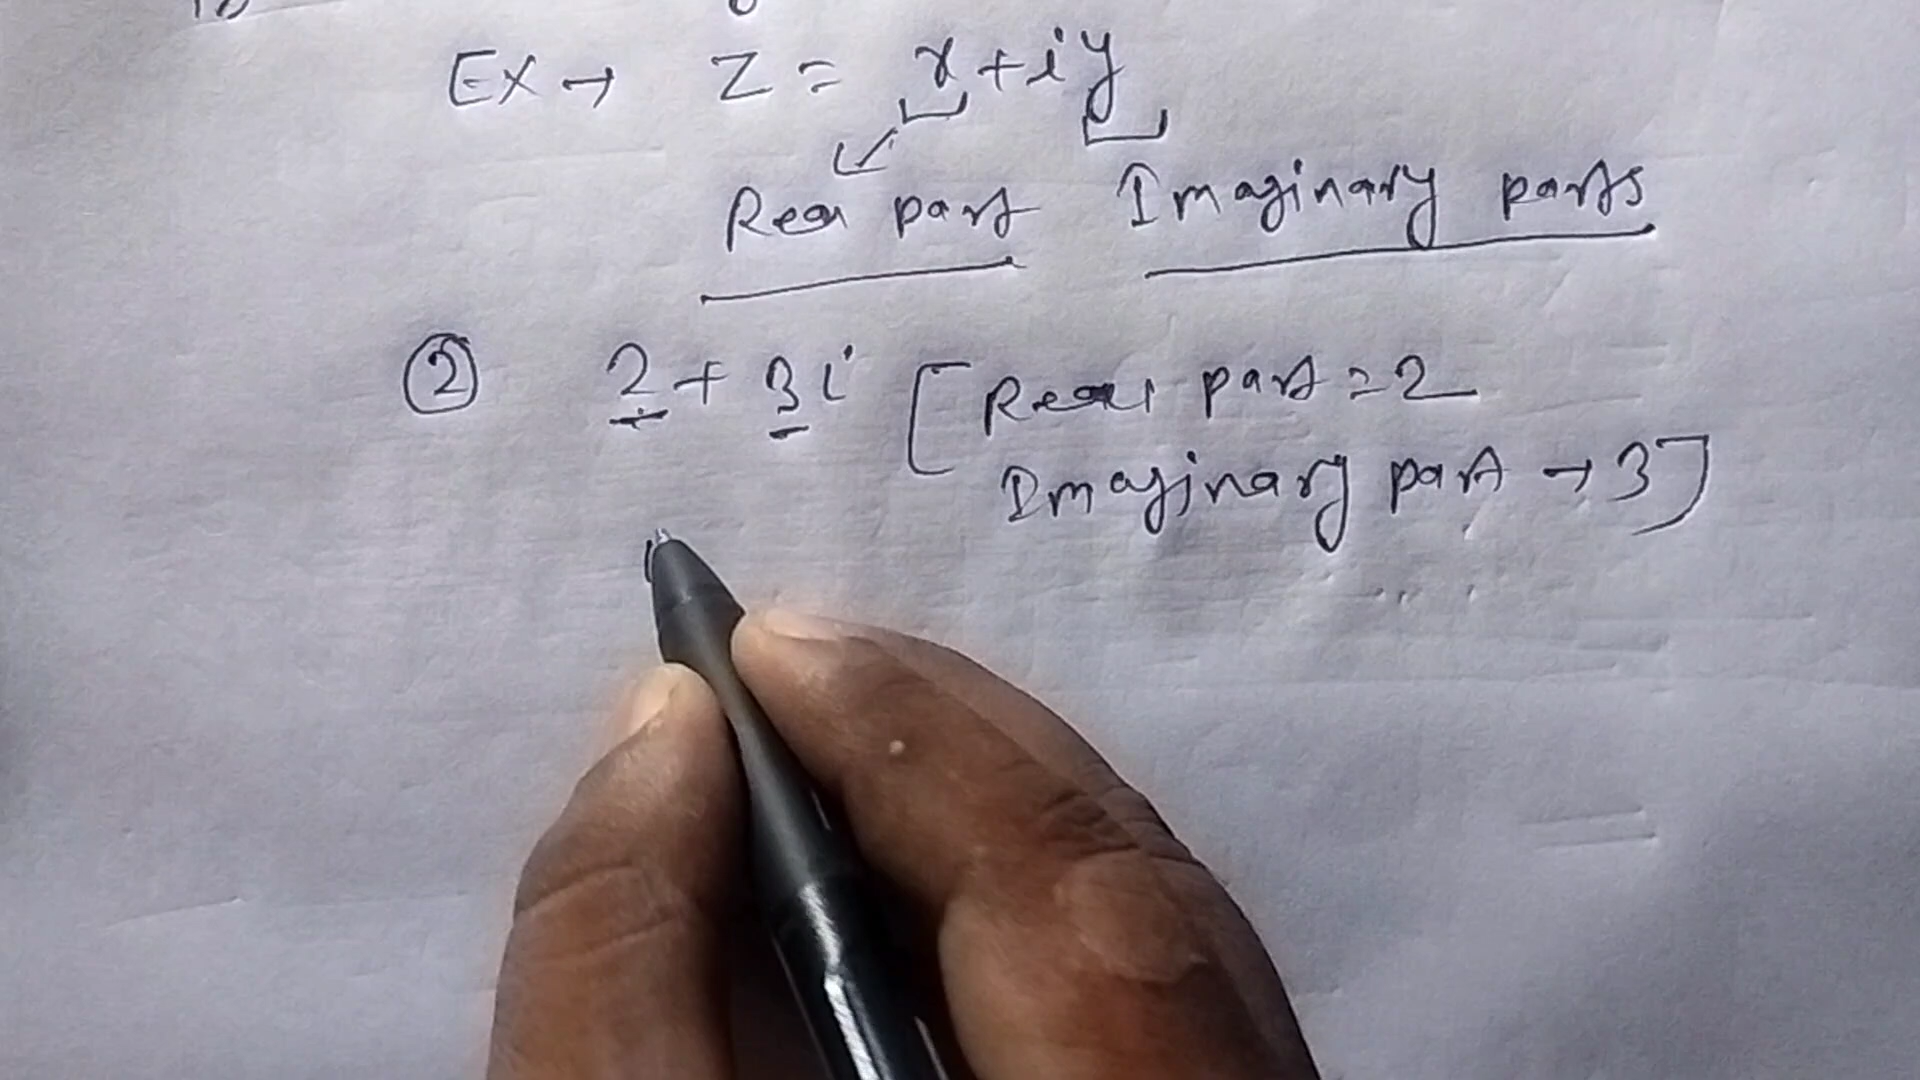 Ex → Z = x + iy
Real part Imaginary parts
② 2 + 3i [Real part = 2
Imaginary part → 3]